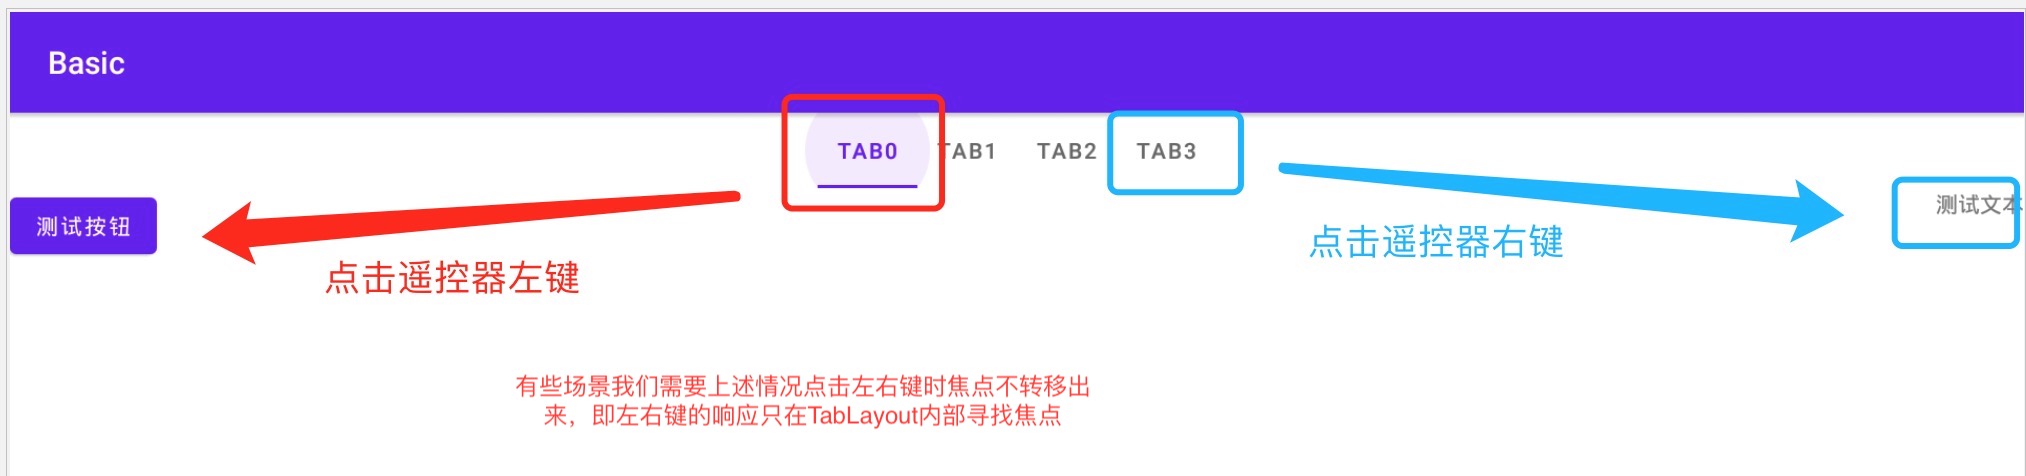 Basic
TAB0 TAB1 TAB2 TAB3
测试按钮
测试文本
点击遥控器左键
点击遥控器右键
有些场景我们需要上述情况点击左右键时焦点不转移出
来，即左右键的响应只在TabLayout内部寻找焦点